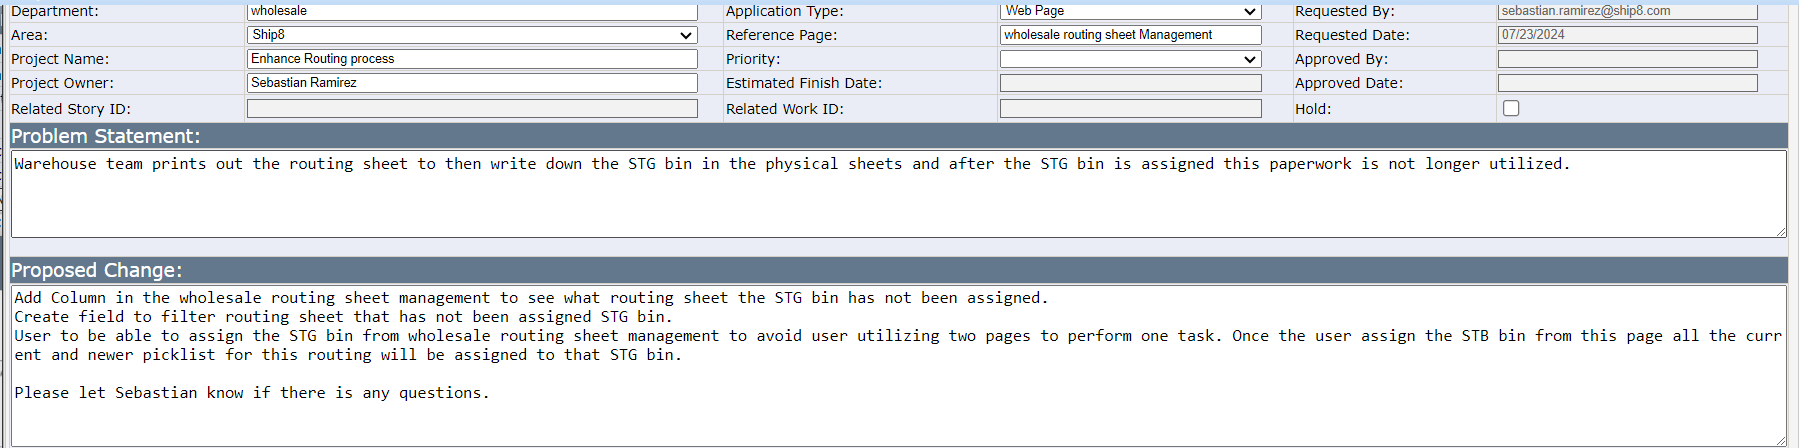 Department: wholesale Application Type: Web Page Requested By: sebastian.ramirez@ship8.com
Area: Ship8 Reference Page: wholesale routing sheet Management Requested Date: 07/23/2024
Project Name: Enhance Routing process Priority: Approved By:
Project Owner: Sebastian Ramirez Estimated Finish Date: Approved Date:
Related Story ID: Related Work ID: Hold:
Problem Statement:
Warehouse team prints out the routing sheet to then write down the STG bin in the physical sheets and after the STG bin is assigned this paperwork is not longer utilized.
Proposed Change:
Add Column in the wholesale routing sheet management to see what routing sheet the STG bin has not been assigned.
Create field to filter routing sheet that has not been assigned STG bin.
User to be able to assign the STG bin from wholesale routing sheet management to avoid user utilizing two pages to perform one task. Once the user assign the STB bin from this page all the curr
ent and newer picklist for this routing will be assigned to that STG bin.
Please let Sebastian know if there is any questions.